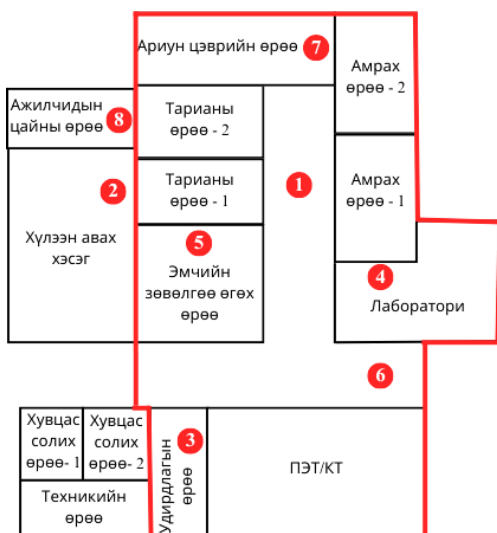 Ариун цэврийн өрөө
7
Амрах
өрөө - 2
Ажилчидын
цайны өрөө
8
Тарианы
өрөө - 2
2
Тарианы
өрөө - 1
1
Амрах
өрөө - 1
Хүлээн авах
хэсэг
5
Эмчийн
зөвөлгөө өгөх
өрөө
4
Лаборатори
6
Хувцас
солих
өрөө- 1
Хувцас
солих
өрөө- 2
3
Удирдлагын
өрөө
ПЭТ/КТ
Техникийн
өрөө